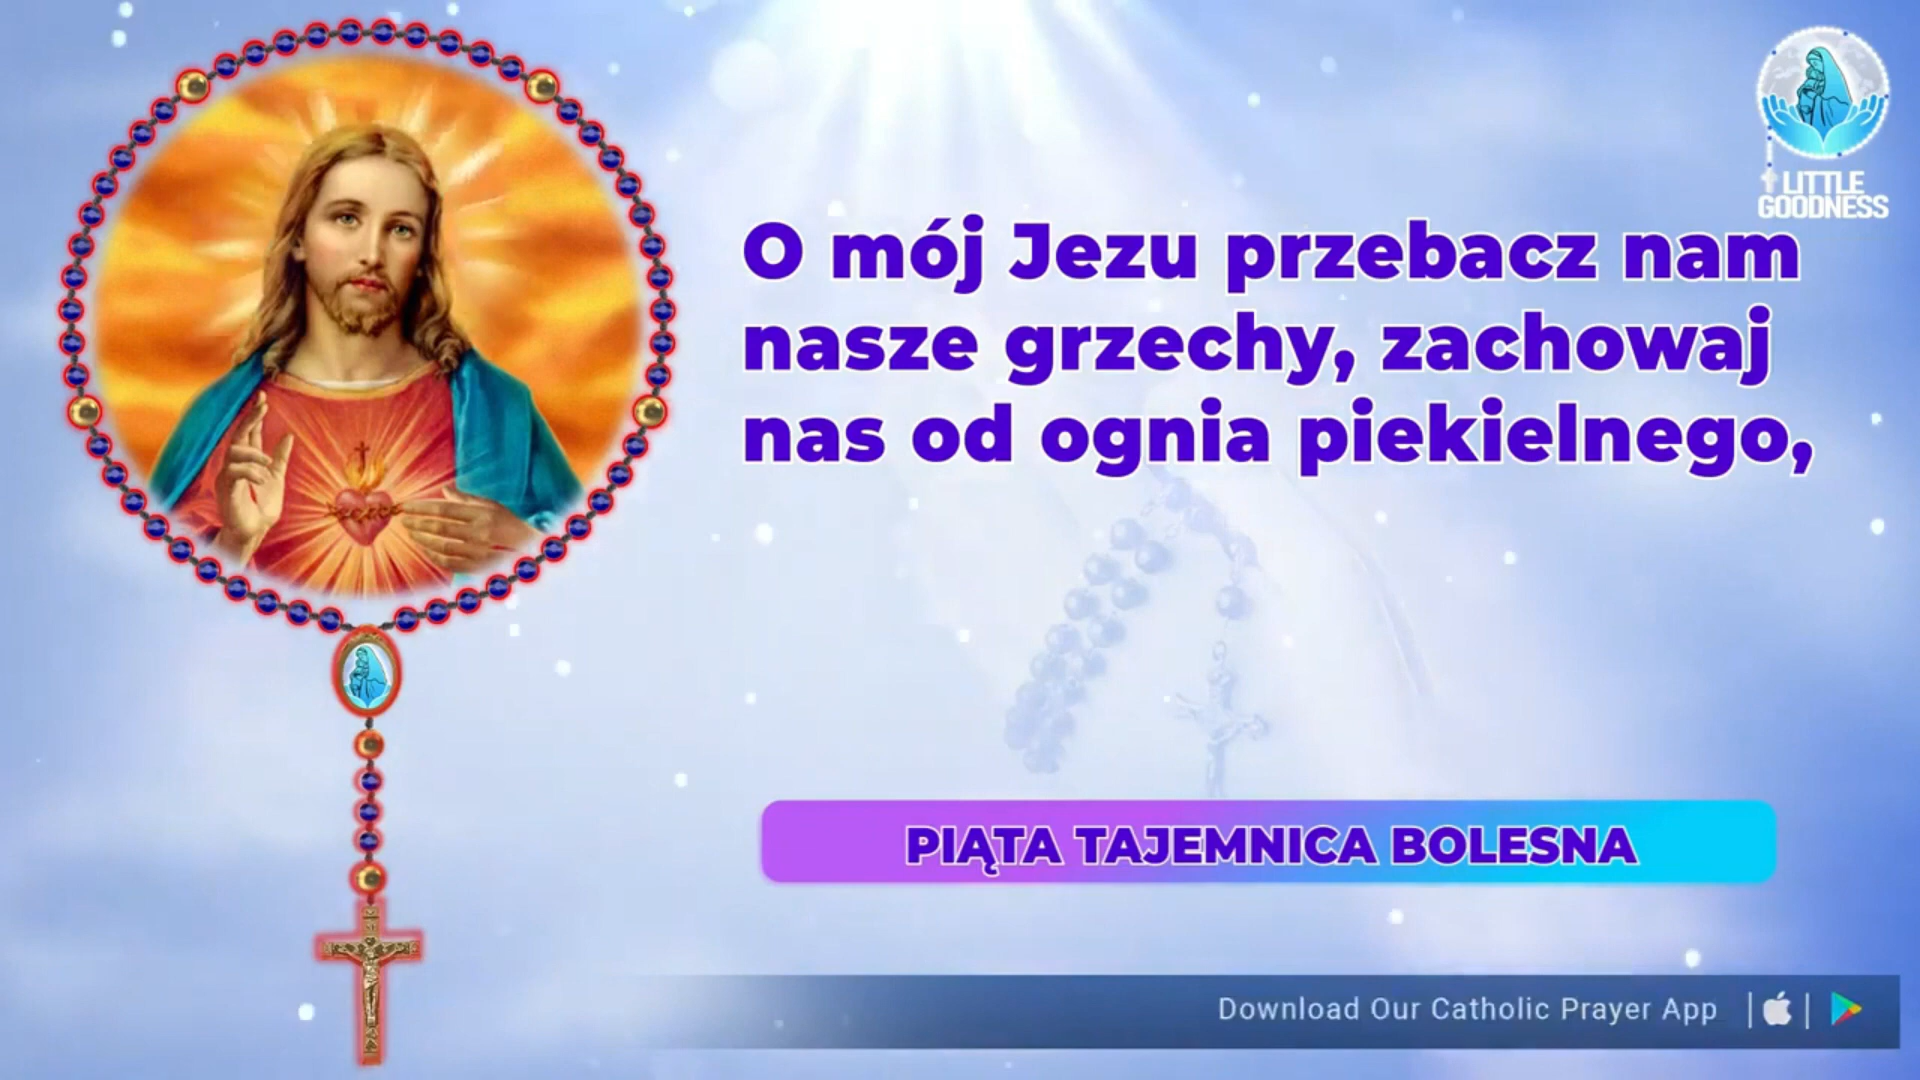 LITTLE
GOODNESS
O mój Jezu przebacz nam
nasze grzechy, zachowaj
nas od ognia piekielnego,
PIĄTA TAJEMNICA BOLESNA
Download Our Catholic Prayer App